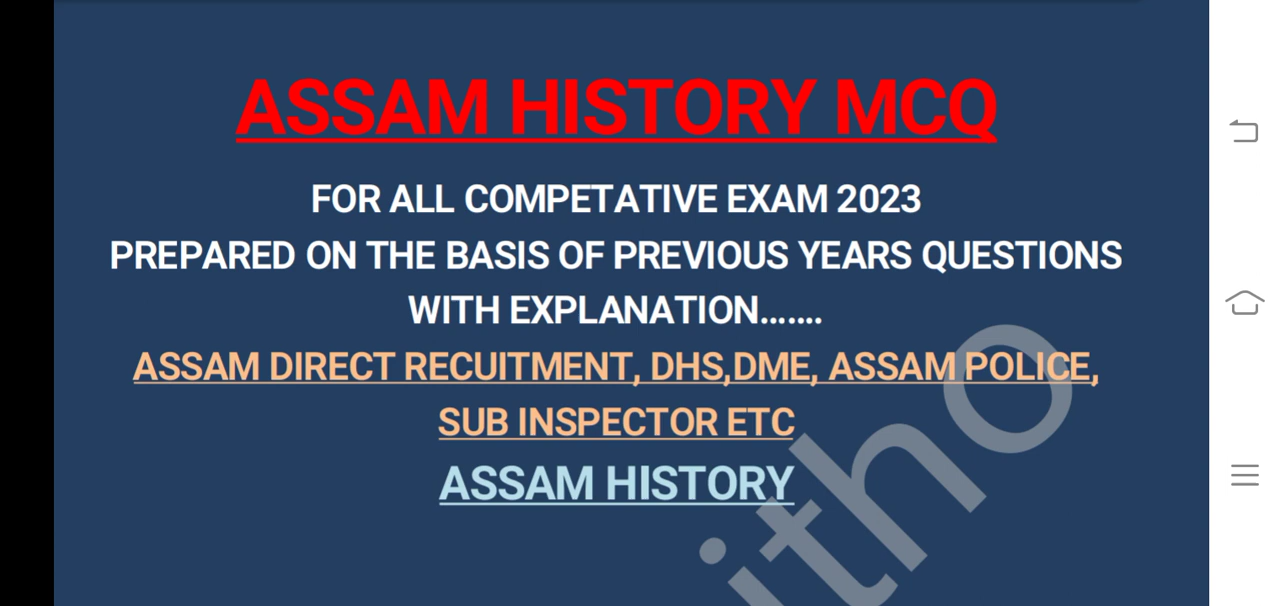 ASSAM HISTORY MCQ
FOR ALL COMPETATIVE EXAM 2023
PREPARED ON THE BASIS OF PREVIOUS YEARS QUESTIONS
WITH EXPLANATION.......
ASSAM DIRECT RECUITMENT, DHS,DME, ASSAM POLICE,
SUB INSPECTOR ETC
ASSAM HISTORY
itho